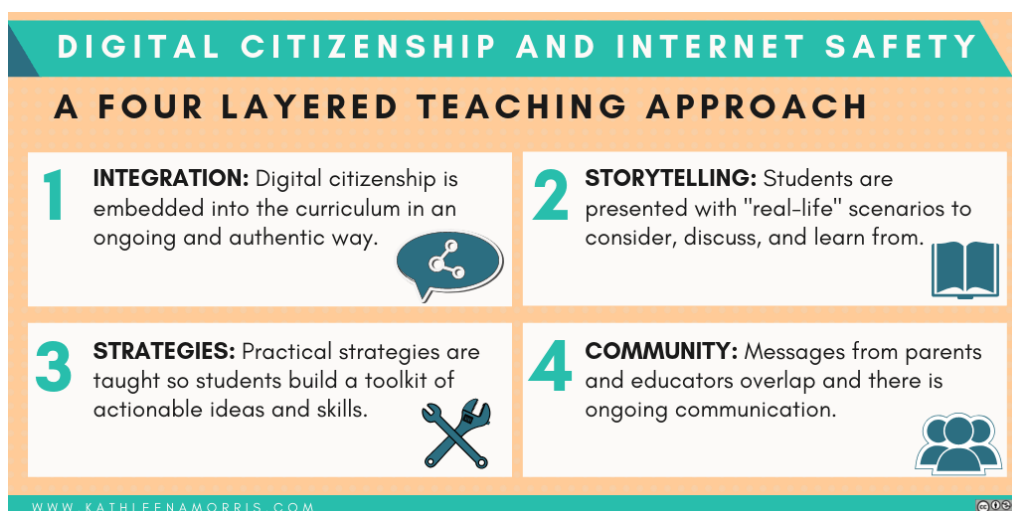 DIGITAL CITIZENSHIP AND INTERNET SAFETY
A FOUR LAYERED TEACHING APPROACH
1
INTEGRATION: Digital citizenship is
embedded into the curriculum in an
ongoing and authentic way.
2
STORYTELLING: Students are
presented with "real-life" scenarios to
consider, discuss, and learn from.
3
STRATEGIES: Practical strategies are
taught so students build a toolkit of
actionable ideas and skills.
4
COMMUNITY: Messages from parents
and educators overlap and there is
ongoing communication.
WWW.KATHLEENAMORRIS.COM